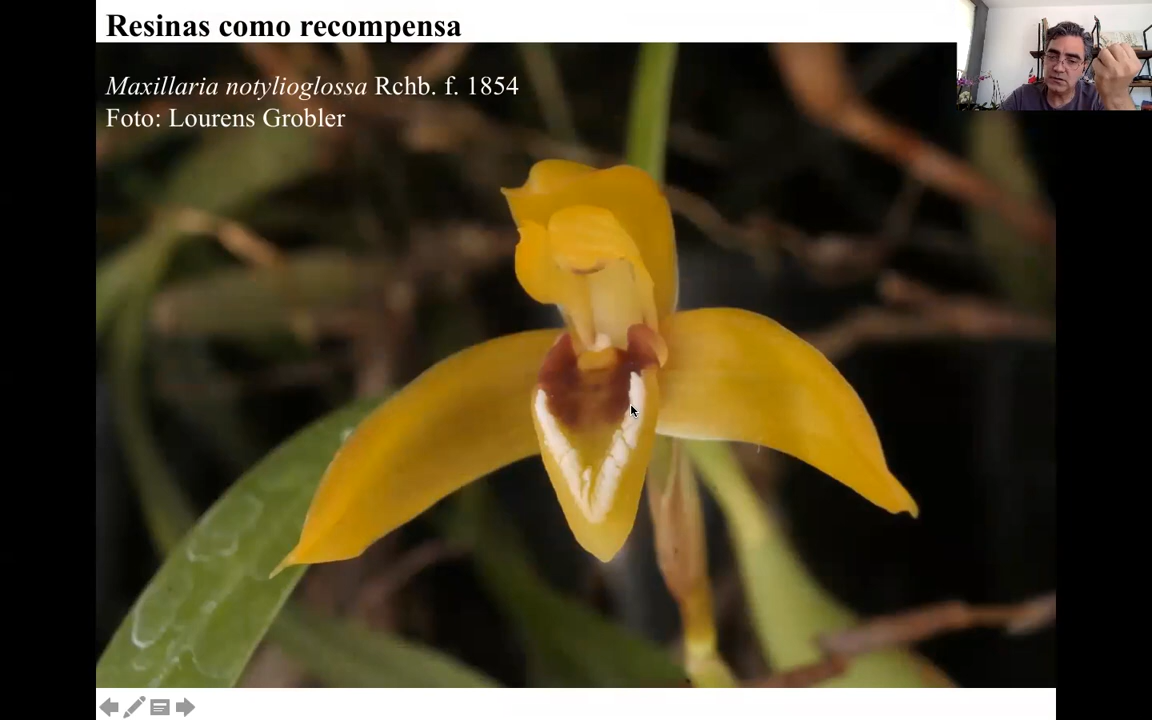 Resinas como recompensa
Maxillaria notylioglossa Rchb. f. 1854
Foto: Lourens Grobler